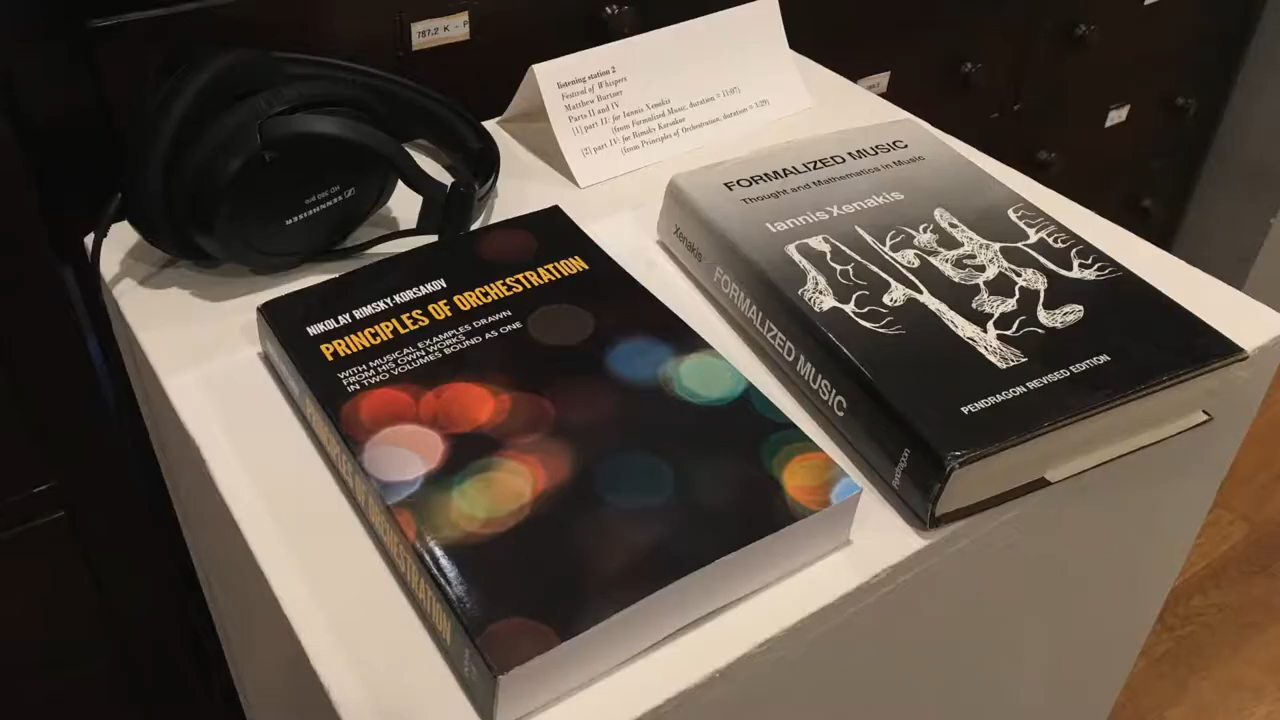 787.2 K - P
listening station 2
Festival of Whispers
Matthew Burtner
Parts II and IV
[1] part II: for Iannis Xenakis
(from Formalized Music, duration = 11:07)
[2] part IV: for Rimsky Korsakov
(from Principles of Orchestration, duration = 5:29)
SENNHEISER
HD 380 pro
NIKOLAY RIMSKY-KORSAKOV
PRINCIPLES OF ORCHESTRATION
WITH MUSICAL EXAMPLES DRAWN
FROM HIS OWN WORKS
IN TWO VOLUMES BOUND AS ONE
PRINCIPLES OF ORCHESTRATION
FORMALIZED MUSIC
Thought and Mathematics in Music
Iannis Xenakis
PENDRAGON REVISED EDITION
Xenakis
FORMALIZED MUSIC
Pendragon